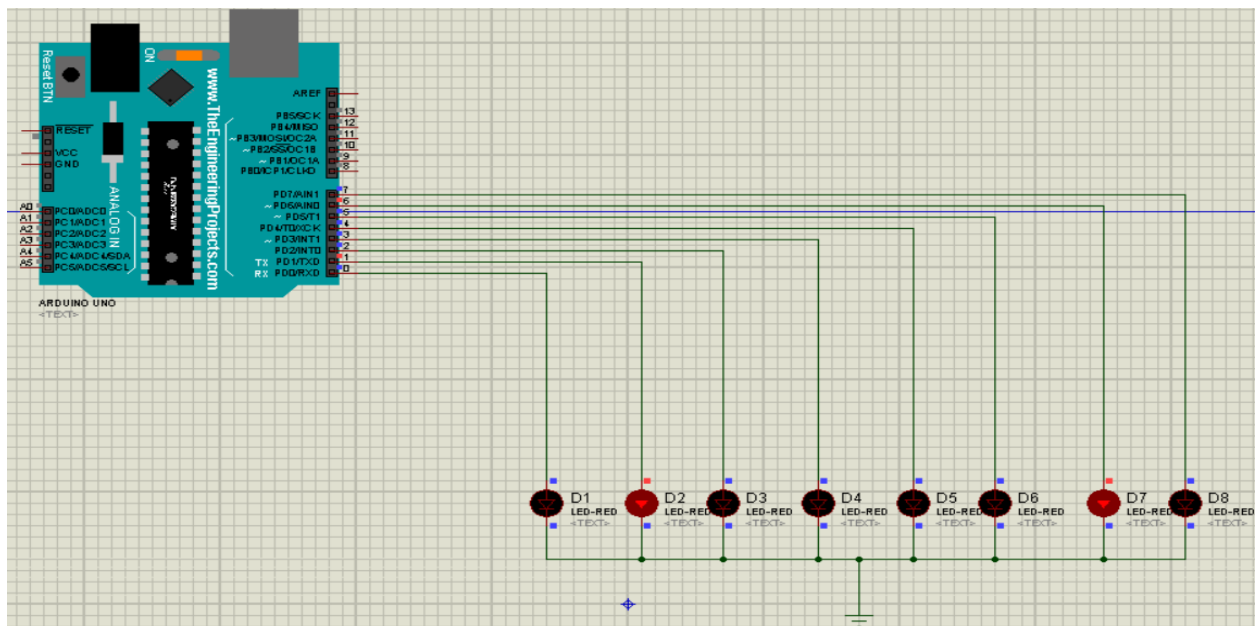 Reset BTN
ON
www.TheEngineeringProjects.com
ANALOG IN
RESET
VCC
GND
A0 PC0/ADC0
A1 PC1/ADC1
A2 PC2/ADC2
A3 PC3/ADC3
A4 PC4/ADC4/SDA
A5 PC5/ADC5/SCL
AREF
PB5/SCK 13
PB4/MISO 12
~PB3/MOSI/OC2A 11
~PB2/SS/OC1B 10
~PB1/OC1A 9
PB0/ICP1/CLKO 8
PD7/AIN1 7
~PD6/AIN0 6
~PD5/T1 5
PD4/T0/XCK 4
~PD3/INT1 3
PD2/INT0 2
TX PD1/TXD 1
RX PD0/RXD 0
ARDUINO UNO
<TEXT>
D1
LED-RED
<TEXT>
D2
LED-RED
<TEXT>
D3
LED-RED
<TEXT>
D4
LED-RED
<TEXT>
D5
LED-RED
<TEXT>
D6
LED-RED
<TEXT>
D7
LED-RED
<TEXT>
D8
LED-RED
<TEXT>